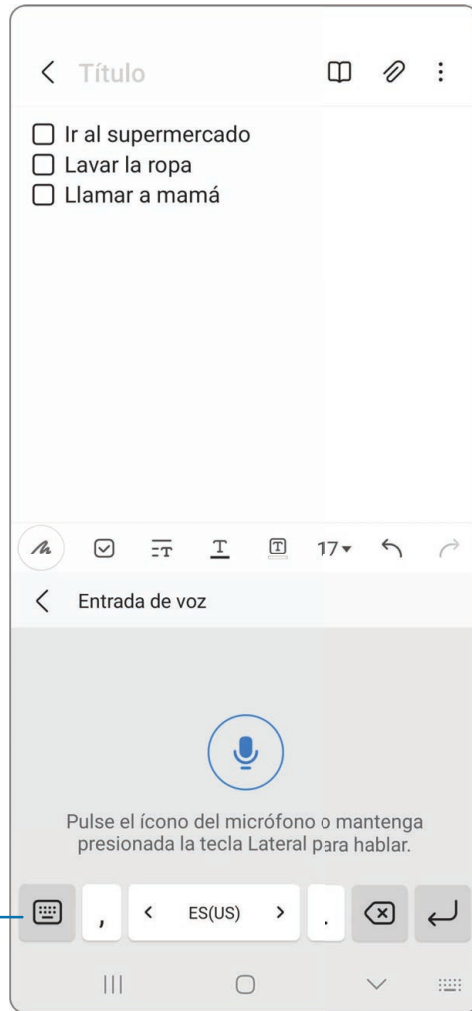 Título
Ir al supermercado
Lavar la ropa
Llamar a mamá
T T T 17
Entrada de voz
Pulse el ícono del micrófono o mantenga
presionada la tecla Lateral para hablar.
, ES(US) .